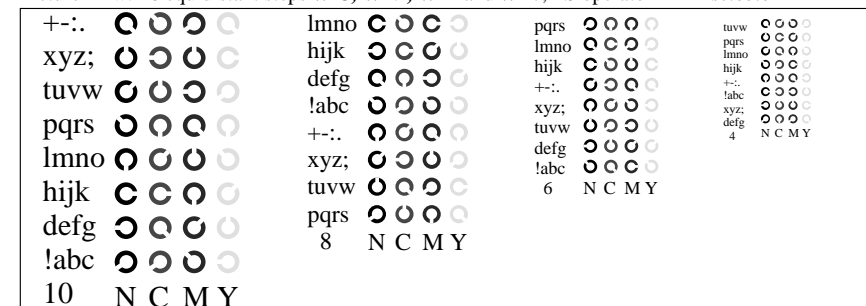 +-:.
xyz;
tuvw
pqrs
lmno
hijk
defg
!abc
10 N C M Y
lmno
hijk
defg
!abc
+-:.
xyz;
tuvw
pqrs
8 N C M Y
pqrs
lmno
hijk
+-:.
xyz;
tuvw
defg
!abc
6 N C M Y
tuvw
pqrs
lmno
hijk
+-:.
!abc
xyz;
defg
4 N C M Y